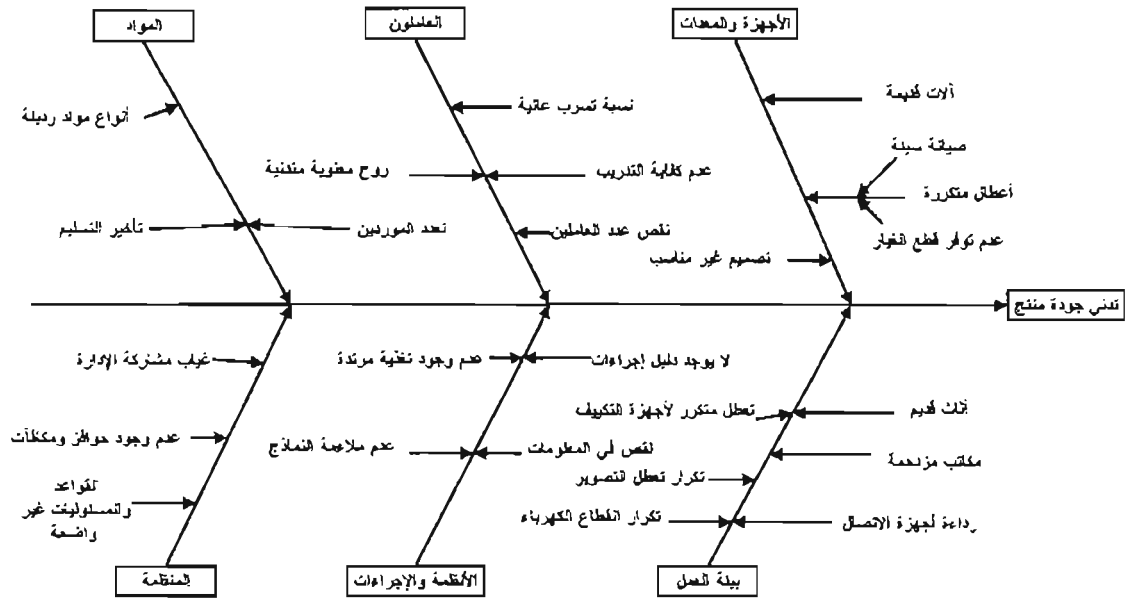 الأجهزة والمعدات
العاملون
المواد
آلات قديمة
نسبة تسرب عالية
أنواع مواد رديئة
صيانة سيئة
عدم كفاية التدريب
روح معنوية متدنية
أعطال متكررة
عدم توافر قطع الغيار
نقص عدد العاملين
تعدد الموردين
تأخير التسليم
تصميم غير مناسب
تدني جودة منتج
لا يوجد دليل إجراءات
عدم وجود تغذية مرتدة
غياب مشاركة الإدارة
أثاث قديم
تعطل متكرر لأجهزة التكييف
عدم وجود حوافز ومكافآت
مكاتب مزدحمة
نقص في المعلومات
عدم ملاءمة النماذج
تكرار تعطل التصوير
القواعد
والمسئوليات غير
واضحة
رداءة أجهزة الاتصال
تكرار انقطاع الكهرباء
بيئة العمل
الأنظمة والإجراءات
المنظمة